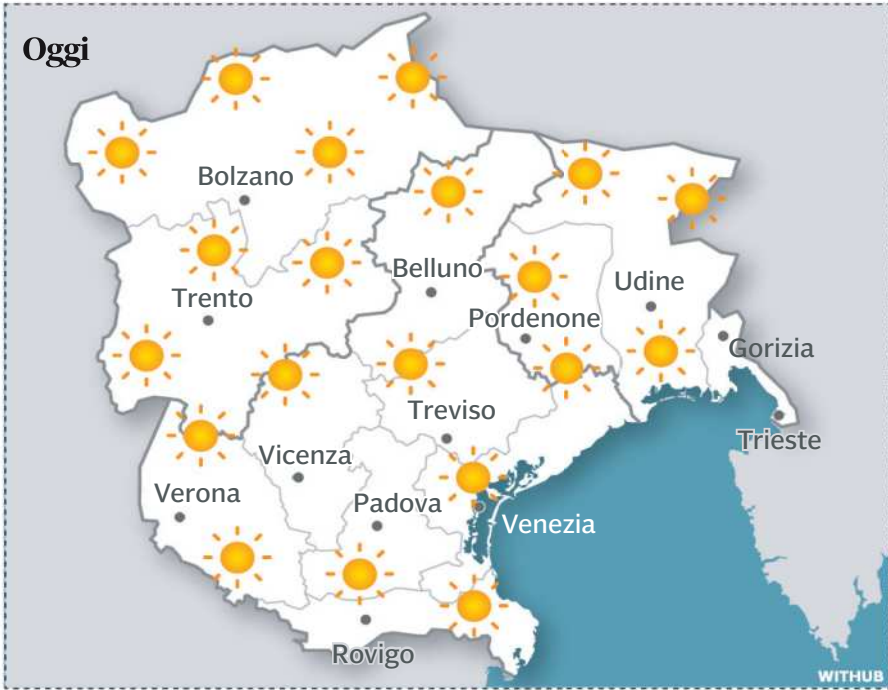 Oggi
Bolzano
Belluno
Udine
Trento
Pordenone
Gorizia
Treviso
Trieste
Vicenza
Verona
Padova
Venezia
Rovigo
WITHUB